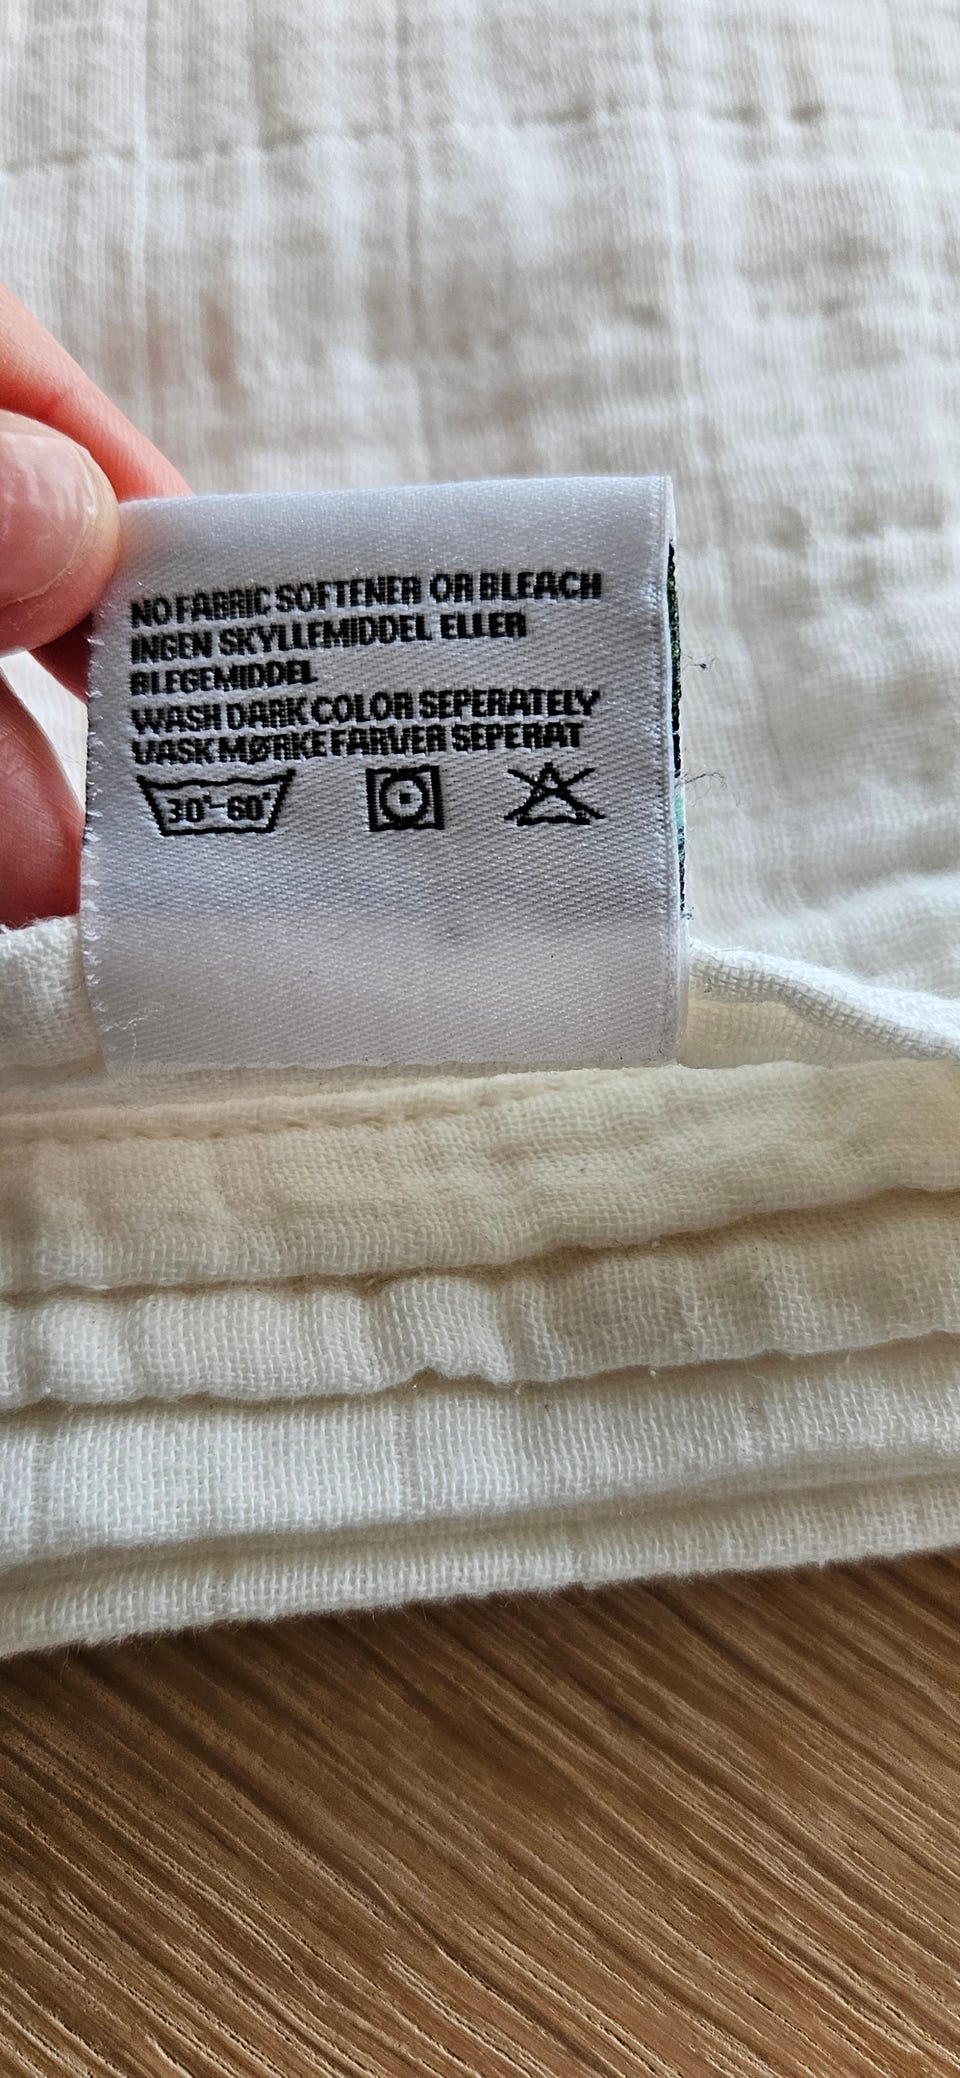 NO FABRIC SOFTENER OR BLEACH
INGEN SKYLLEMIDDEL ELLER
BLEGEMIDDEL
WASH DARK COLOR SEPERATELY
VASK MØRKE FARVER SEPERAT
30°-60°